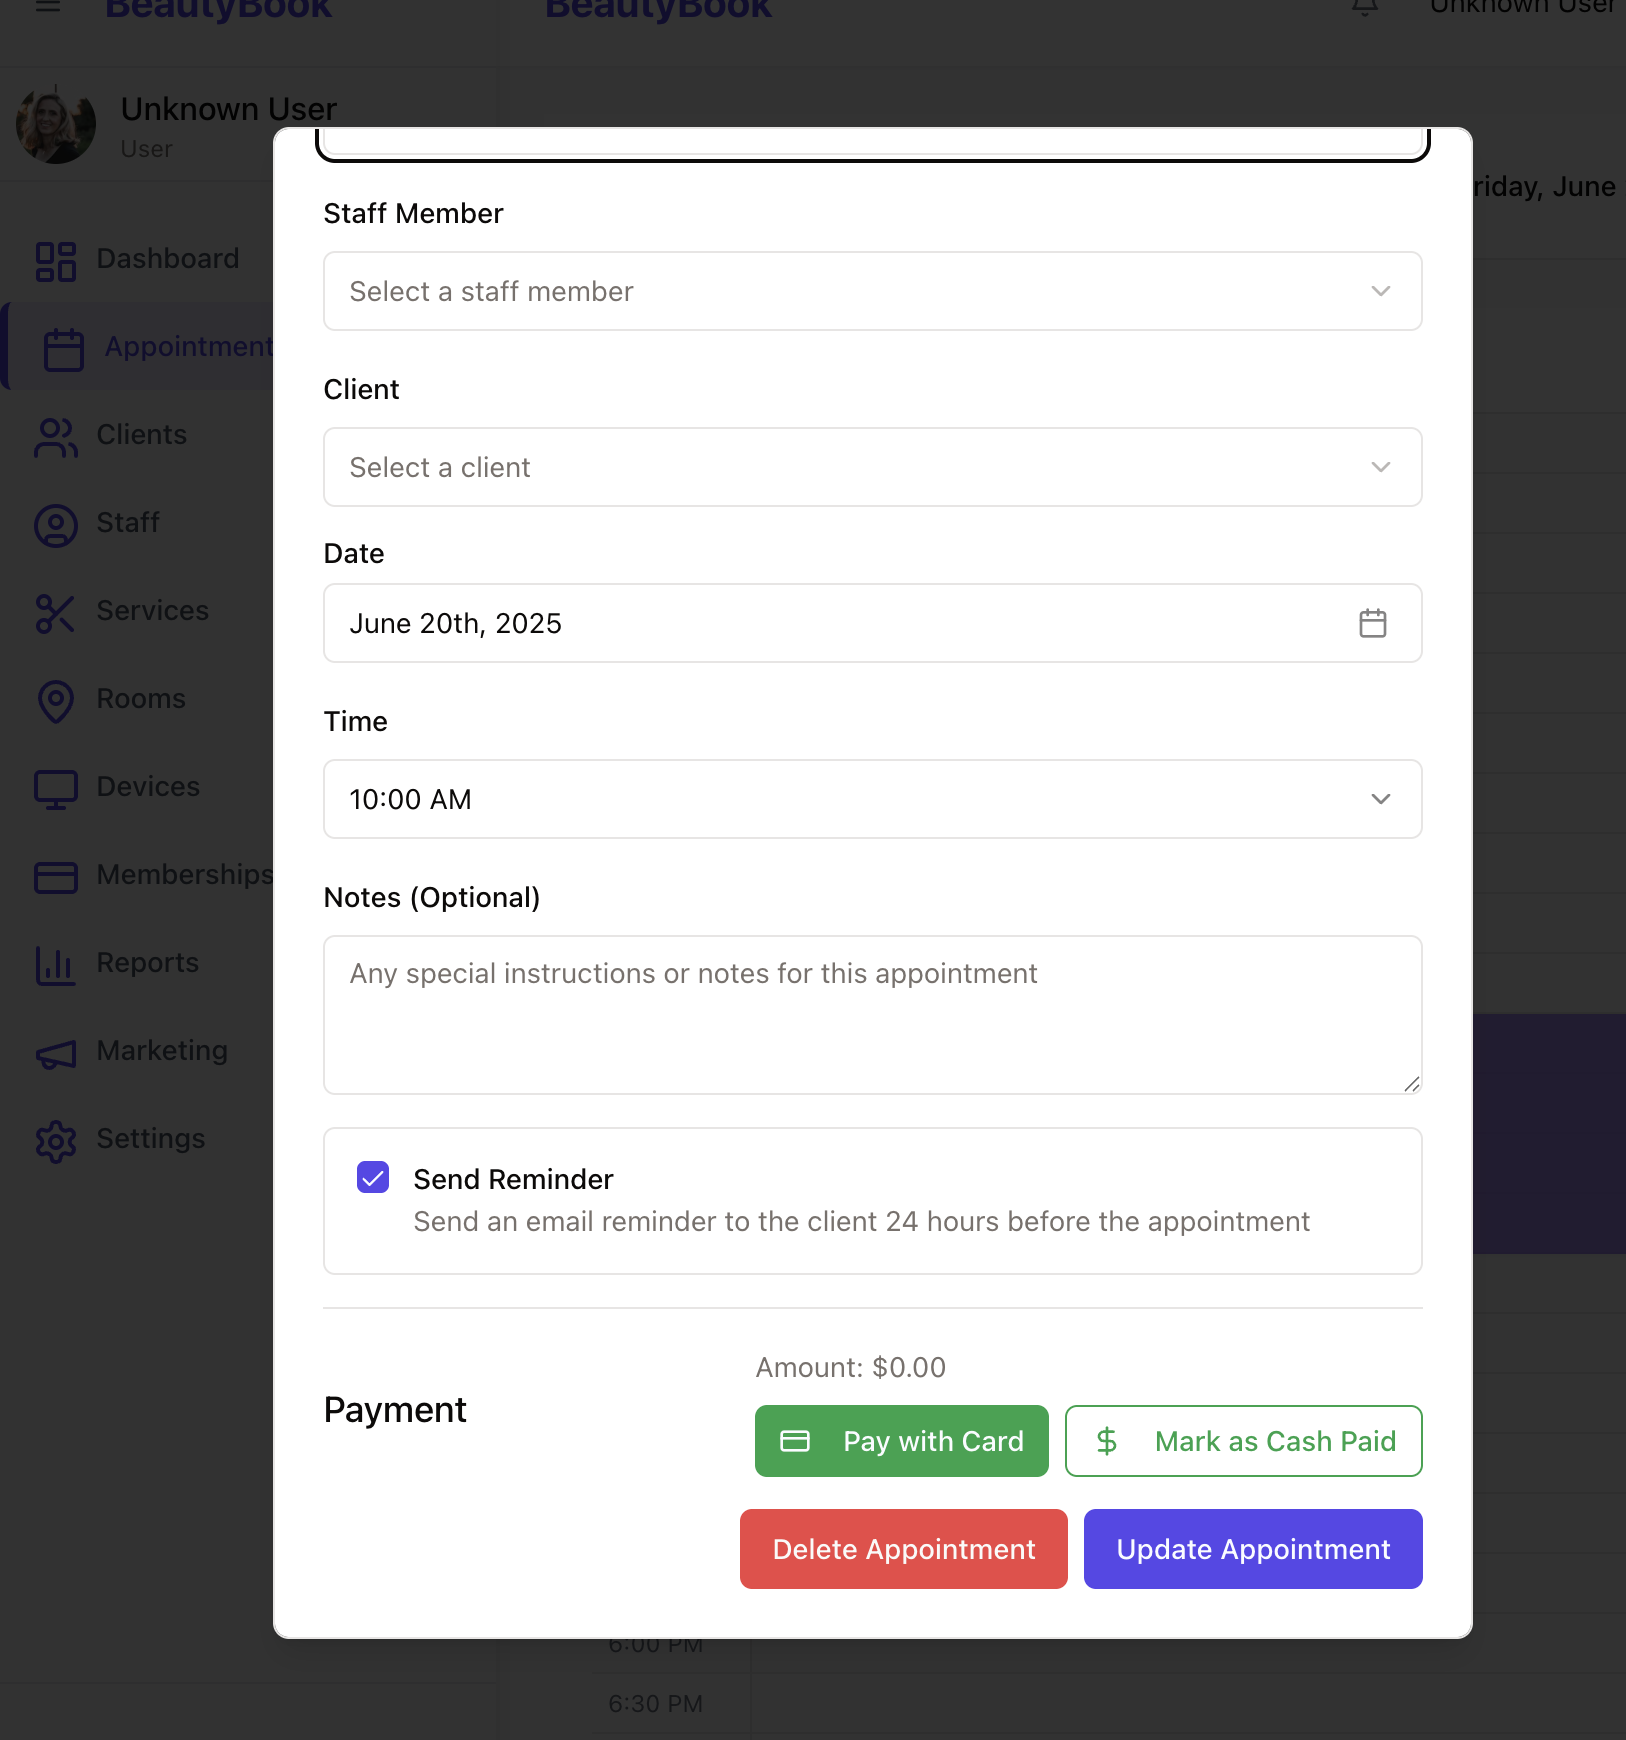 BeautyBook
BeautyBook
Unknown User
Unknown User
User
riday, June
Dashboard
Appointment
Clients
Staff
Services
Rooms
Devices
Memberships
Reports
Marketing
Settings
Staff Member
Select a staff member
Client
Select a client
Date
June 20th, 2025
Time
10:00 AM
Notes (Optional)
Any special instructions or notes for this appointment
Send Reminder
Send an email reminder to the client 24 hours before the appointment
Payment
Amount: $0.00
Pay with Card
$ Mark as Cash Paid
Delete Appointment
Update Appointment
6:00 PM
6:30 PM